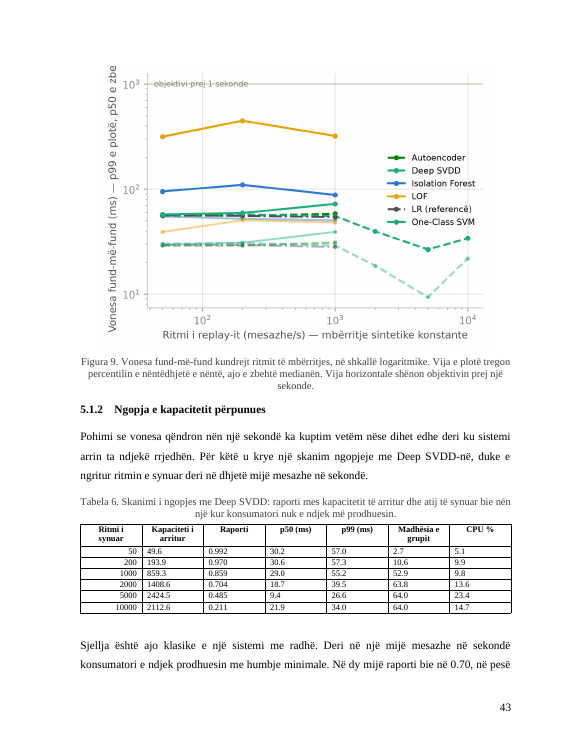 10³
objektivi prej 1 sekonde
Autoencoder
Deep SVDD
Isolation Forest
LOF
LR (referencë)
One-Class SVM
10²
10¹
Vonesa fund-më-fund (ms) — p99 e plotë, p50 e zbe
10² 10³ 10⁴
Ritmi i replay-it (mesazhe/s) — mbërritje sintetike konstante
Figura 9. Vonesa fund-më-fund kundrejt ritmit të mbërritjes, në shkallë logaritmike. Vija e plotë tregon
percentilin e nëntëdhjetë e nëntë, ajo e zbehtë medianën. Vija horizontale shënon objektivin prej një
sekonde.
5.1.2 Ngopja e kapacitetit përpunues
Pohimi se vonesa qëndron nën një sekondë ka kuptim vetëm nëse dihet edhe deri ku sistemi
arrin ta ndjekë rrjedhën. Për këtë u krye një skanim ngopjeje me Deep SVDD-në, duke e
ngritur ritmin e synuar deri në dhjetë mijë mesazhe në sekondë.
Tabela 6. Skanimi i ngopjes me Deep SVDD: raporti mes kapacitetit të arritur dhe atij të synuar bie nën
një kur konsumatori nuk e ndjek më prodhuesin.
Ritmi i synuar Kapaciteti i arritur Raporti p50 (ms) p99 (ms) Madhësia e grupit CPU %
50 49.6 0.992 30.2 57.0 2.7 5.1
200 193.9 0.970 30.6 57.3 10.6 9.9
1000 859.3 0.859 29.0 55.2 52.9 9.8
2000 1408.6 0.704 18.7 39.5 63.8 13.6
5000 2424.5 0.485 9.4 26.6 64.0 23.4
10000 2112.6 0.211 21.9 34.0 64.0 14.7
Sjellja është ajo klasike e një sistemi me radhë. Deri në një mijë mesazhe në sekondë
konsumatori e ndjek prodhuesin me humbje minimale. Në dy mijë raporti bie në 0.70, në pesë
43